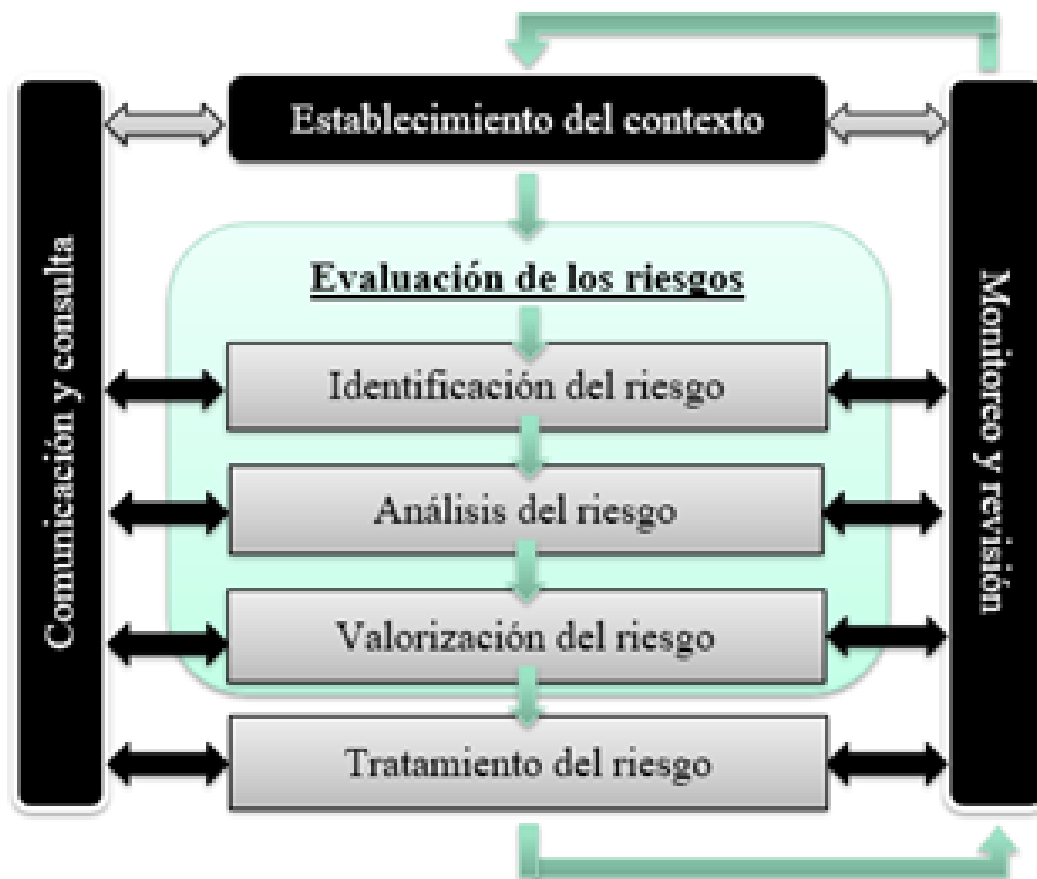 Establecimiento del contexto
Comunicación y consulta
Evaluación de los riesgos
Identificación del riesgo
Análisis del riesgo
Valorización del riesgo
Tratamiento del riesgo
Monitoreo y revisión